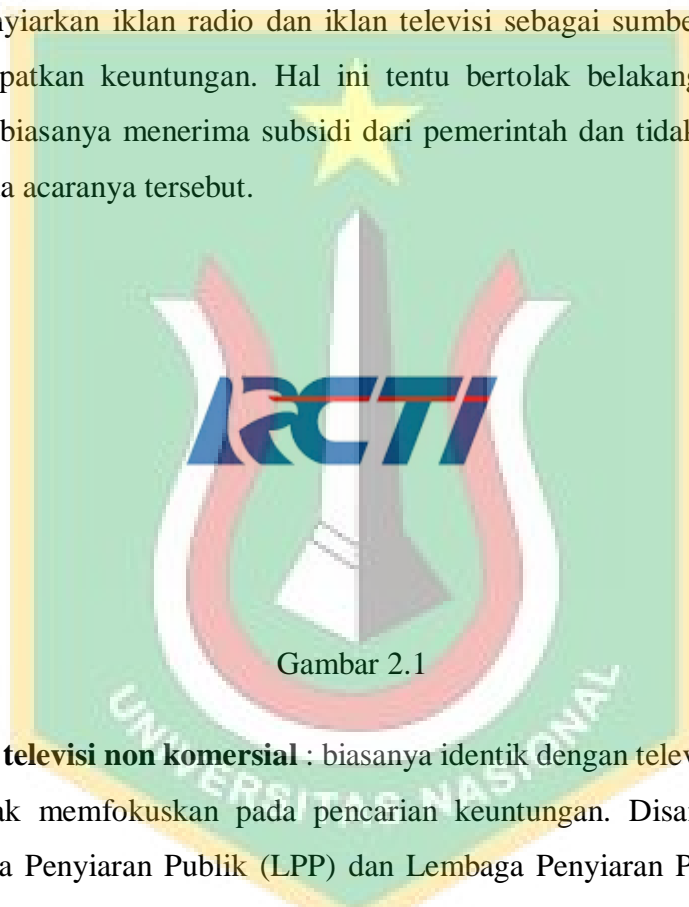 nyiarkan iklan radio dan iklan televisi sebagai sumbe
patkan keuntungan. Hal ini tentu bertolak belakang
biasanya menerima subsidi dari pemerintah dan tidak
a acaranya tersebut.
RCTI
Gambar 2.1
UNIVERSITAS NASIONAL
televisi non komersial : biasanya identik dengan telev
ak memfokuskan pada pencarian keuntungan. Disa
a Penyiaran Publik (LPP) dan Lembaga Penyiaran P